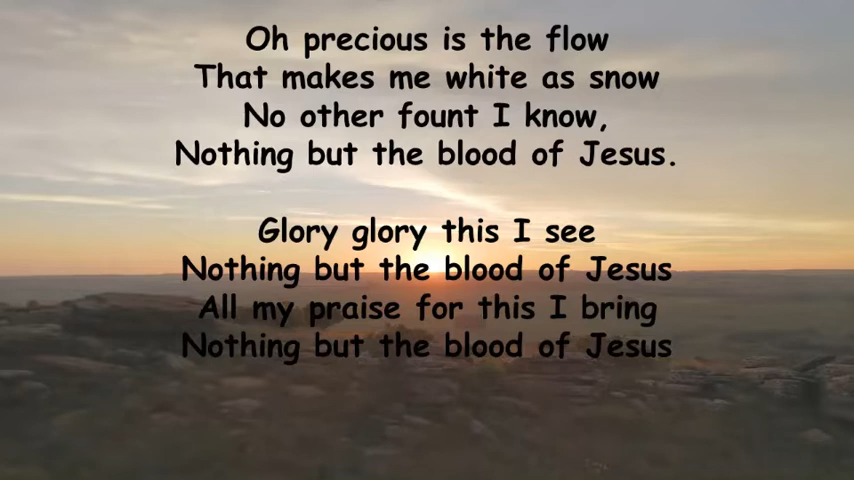 Oh precious is the flow
That makes me white as snow
No other fount I know,
Nothing but the blood of Jesus.
Glory glory this I see
Nothing but the blood of Jesus
All my praise for this I bring
Nothing but the blood of Jesus